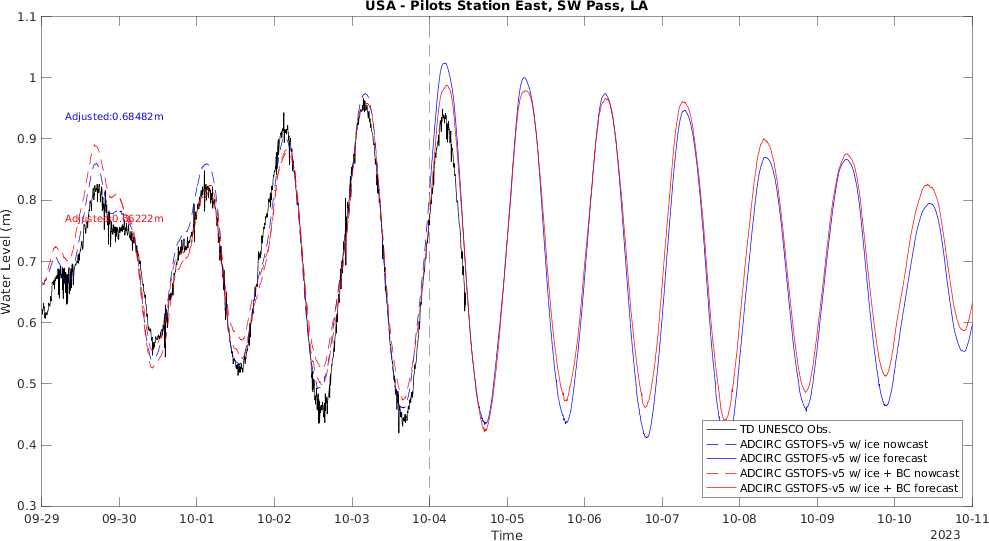 USA - Pilots Station East, SW Pass, LA
1.1
1
0.9
0.8
0.7
0.6
0.5
0.4
0.3
Water Level (m)
Adjusted:0.68482m
Adjusted:0.66222m
TD UNESCO Obs.
ADCIRC GSTOFS-v5 w/ ice nowcast
ADCIRC GSTOFS-v5 w/ ice forecast
ADCIRC GSTOFS-v5 w/ ice + BC nowcast
ADCIRC GSTOFS-v5 w/ ice + BC forecast
09-29 09-30 10-01 10-02 10-03 10-04 10-05 10-06 10-07 10-08 10-09 10-10 10-11
Time
2023